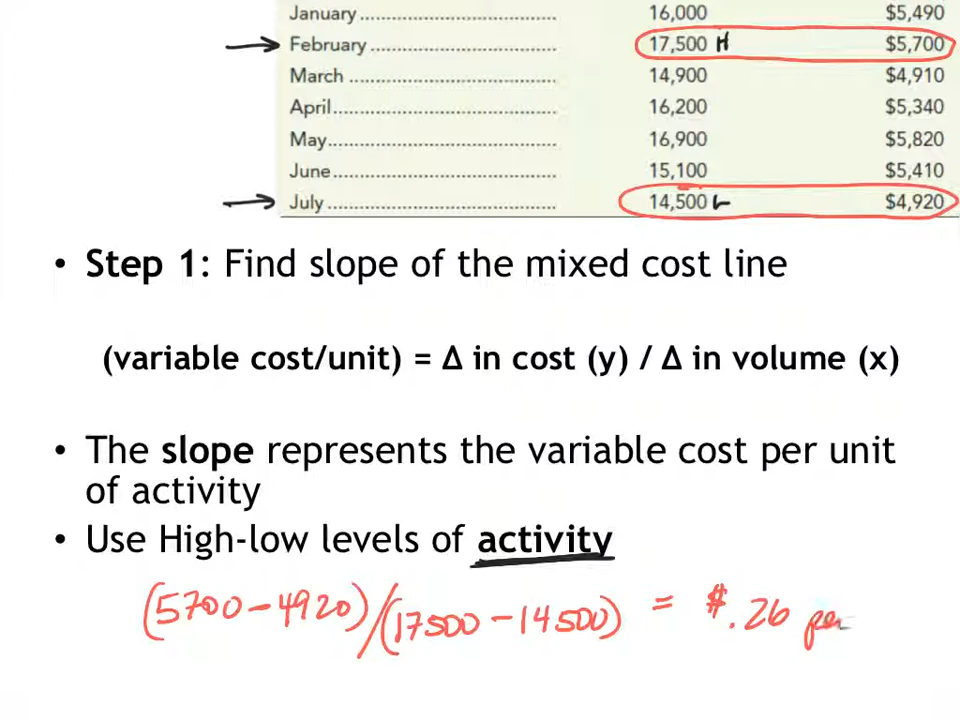 January ........................................................ 16,000 $5,490
February ..................................................... 17,500 H $5,700
March .......................................................... 14,900 $4,910
April............................................................. 16,200 $5,340
May.............................................................. 16,900 $5,820
June............................................................. 15,100 $5,410
July .............................................................. 14,500 L $4,920
• Step 1: Find slope of the mixed cost line
(variable cost/unit) = Δ in cost (y) / Δ in volume (x)
• The slope represents the variable cost per unit
of activity
• Use High-low levels of activity
(5700-4920)/(17500-14500) = $.26 per